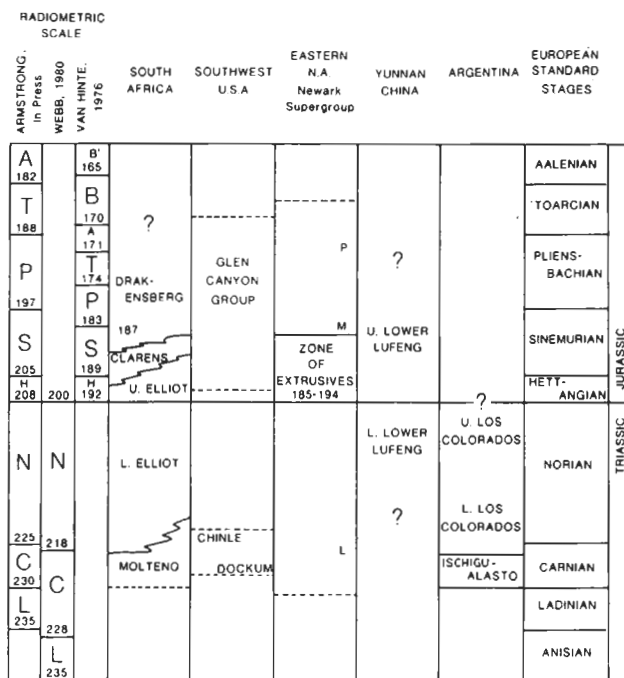 RADIOMETRIC
SCALE
ARMSTRONG,
In Press
WEBB, 1980
VAN HINTE,
1976
SOUTH
AFRICA
SOUTHWEST
U.S.A
EASTERN
N.A.
Newark
Supergroup
YUNNAN
CHINA
ARGENTINA
EUROPEAN
STANDARD
STAGES
A
182
T
188
P
197
S
205
H
208
N
225
C
230
L
235
200
N
218
C
228
L
235
B'
165
B
170
A
171
T
174
P
183
S
189
H
192
?
DRAK-
ENSBERG
187
CLARENS
U. ELLIOT
L. ELLIOT
MOLTENO
GLEN
CANYON
GROUP
CHINLE
DOCKUM
P
M
ZONE
OF
EXTRUSIVES
185-194
L
?
U. LOWER
LUFENG
L. LOWER
LUFENG
?
?
U. LOS
COLORADOS
L. LOS
COLORADOS
ISCHIGU-
ALASTO
AALENIAN
TOARCIAN
PLIENS-
BACHIAN
SINEMURIAN
HETT-
ANGIAN
NORIAN
CARNIAN
LADINIAN
ANISIAN
JURASSIC
TRIASSIC